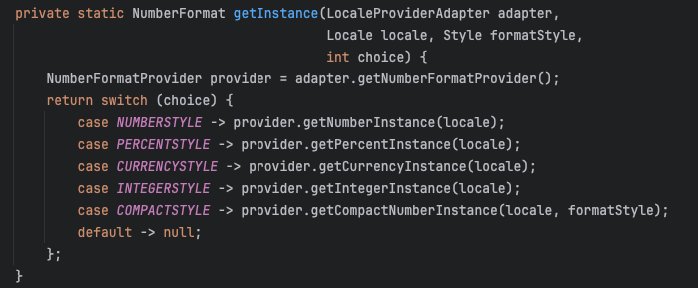 private static NumberFormat getInstance(LocaleProviderAdapter adapter,
                                        Locale locale, Style formatStyle,
                                        int choice) {
    NumberFormatProvider provider = adapter.getNumberFormatProvider();
    return switch (choice) {
        case NUMBERSTYLE -> provider.getNumberInstance(locale);
        case PERCENTSTYLE -> provider.getPercentInstance(locale);
        case CURRENCYSTYLE -> provider.getCurrencyInstance(locale);
        case INTEGERSTYLE -> provider.getIntegerInstance(locale);
        case COMPACTSTYLE -> provider.getCompactNumberInstance(locale, formatStyle);
        default -> null;
    };
}